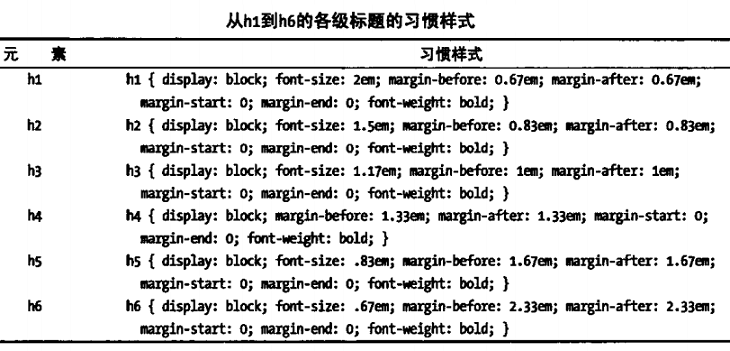 从h1到h6的各级标题的习惯样式
元 素 习惯样式
h1 h1 { display: block; font-size: 2em; margin-before: 0.67em; margin-after: 0.67em;
margin-start: 0; margin-end: 0; font-weight: bold; }
h2 h2 { display: block; font-size: 1.5em; margin-before: 0.83em; margin-after: 0.83em;
margin-start: 0; margin-end: 0; font-weight: bold; }
h3 h3 { display: block; font-size: 1.17em; margin-before: 1em; margin-after: 1em;
margin-start: 0; margin-end: 0; font-weight: bold; }
h4 h4 { display: block; margin-before: 1.33em; margin-after: 1.33em; margin-start: 0;
margin-end: 0; font-weight: bold; }
h5 h5 { display: block; font-size: .83em; margin-before: 1.67em; margin-after: 1.67em;
margin-start: 0; margin-end: 0; font-weight: bold; }
h6 h6 { display: block; font-size: .67em; margin-before: 2.33em; margin-after: 2.33em;
margin-start: 0; margin-end: 0; font-weight: bold; }